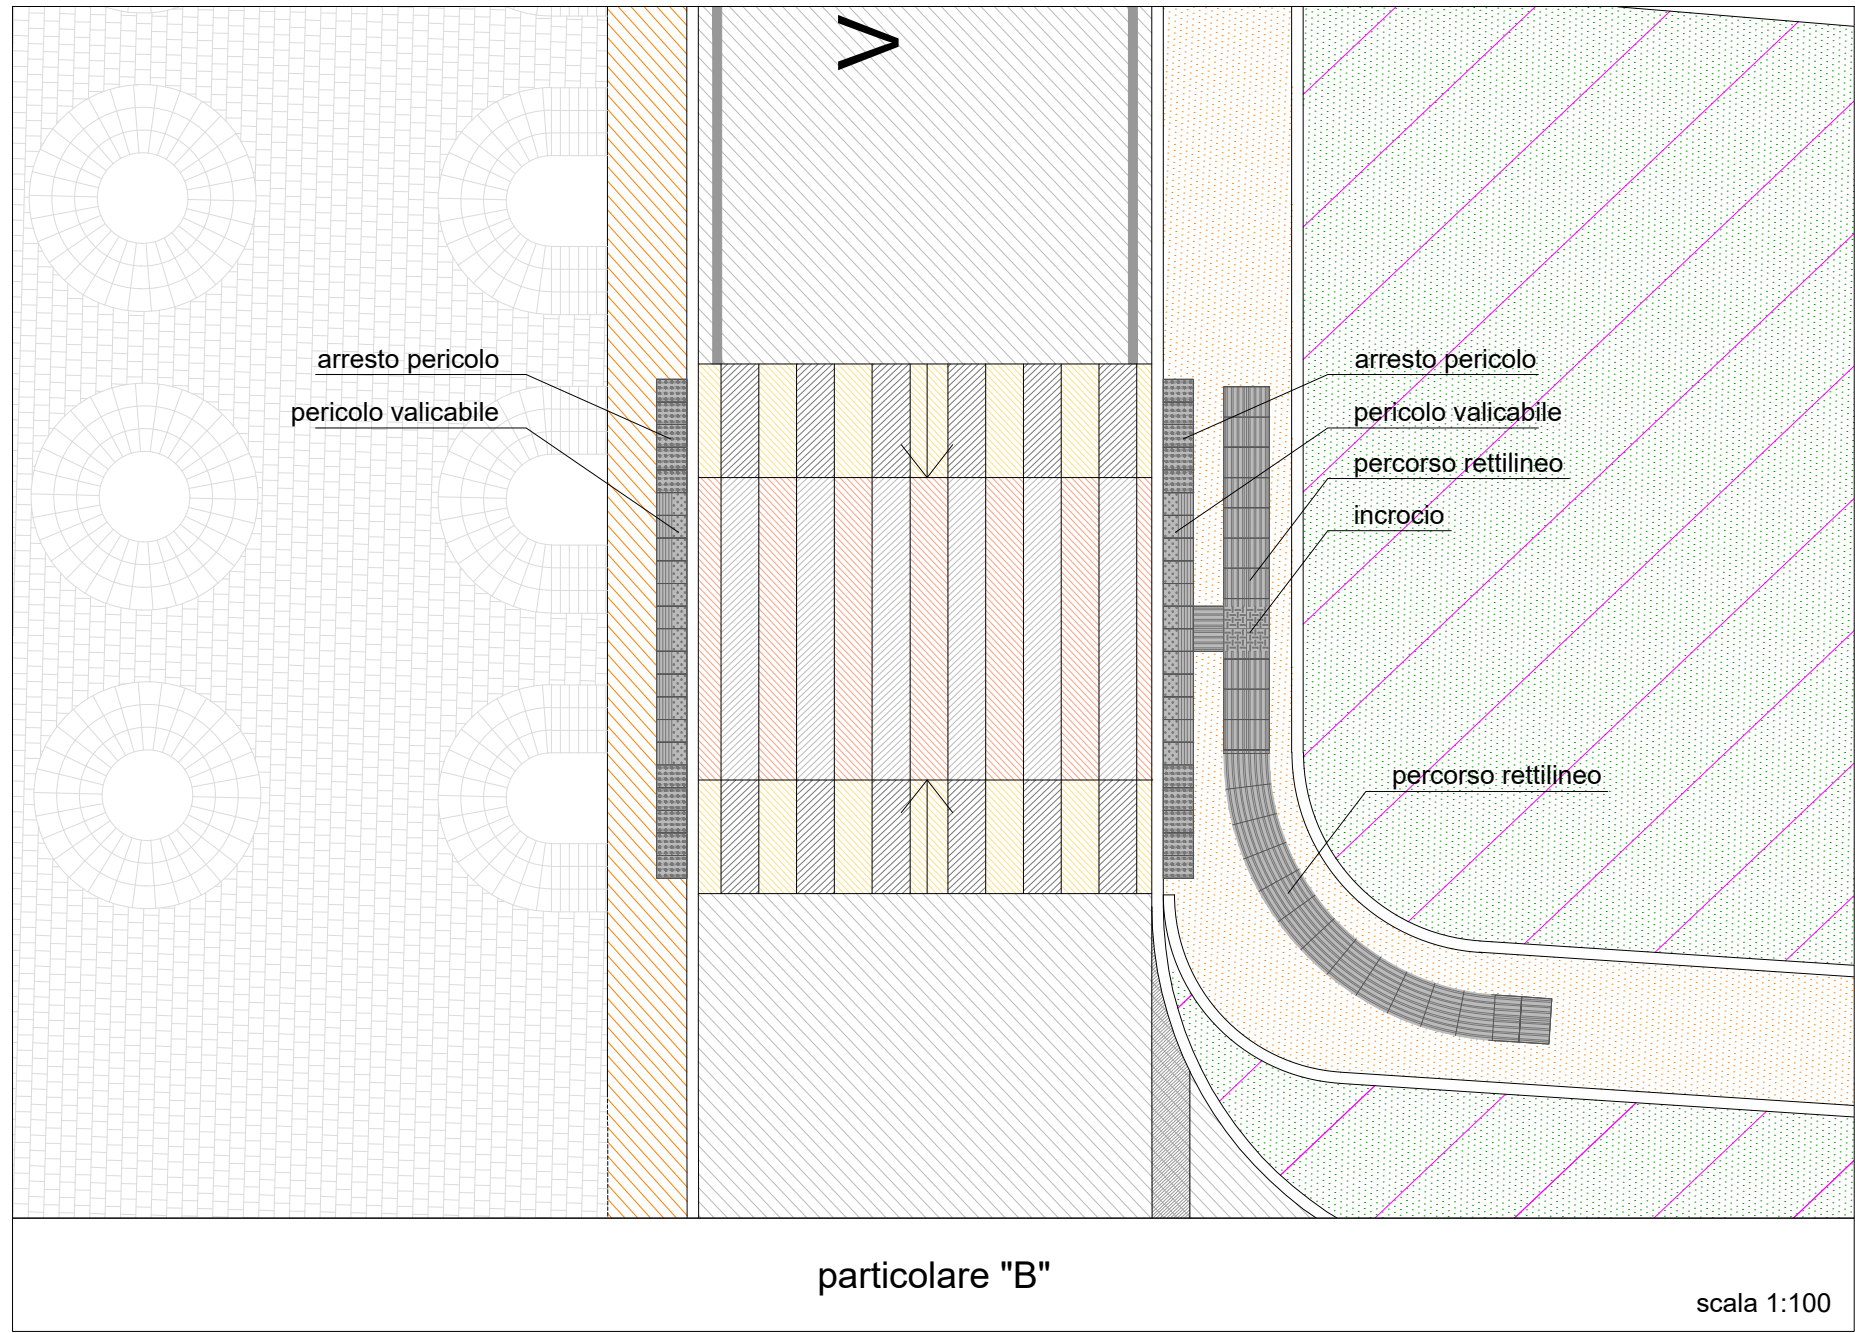 >
arresto pericolo
pericolo valicabile
arresto pericolo
pericolo valicabile
percorso rettilineo
incrocio
percorso rettilineo
particolare "B"
scala 1:100